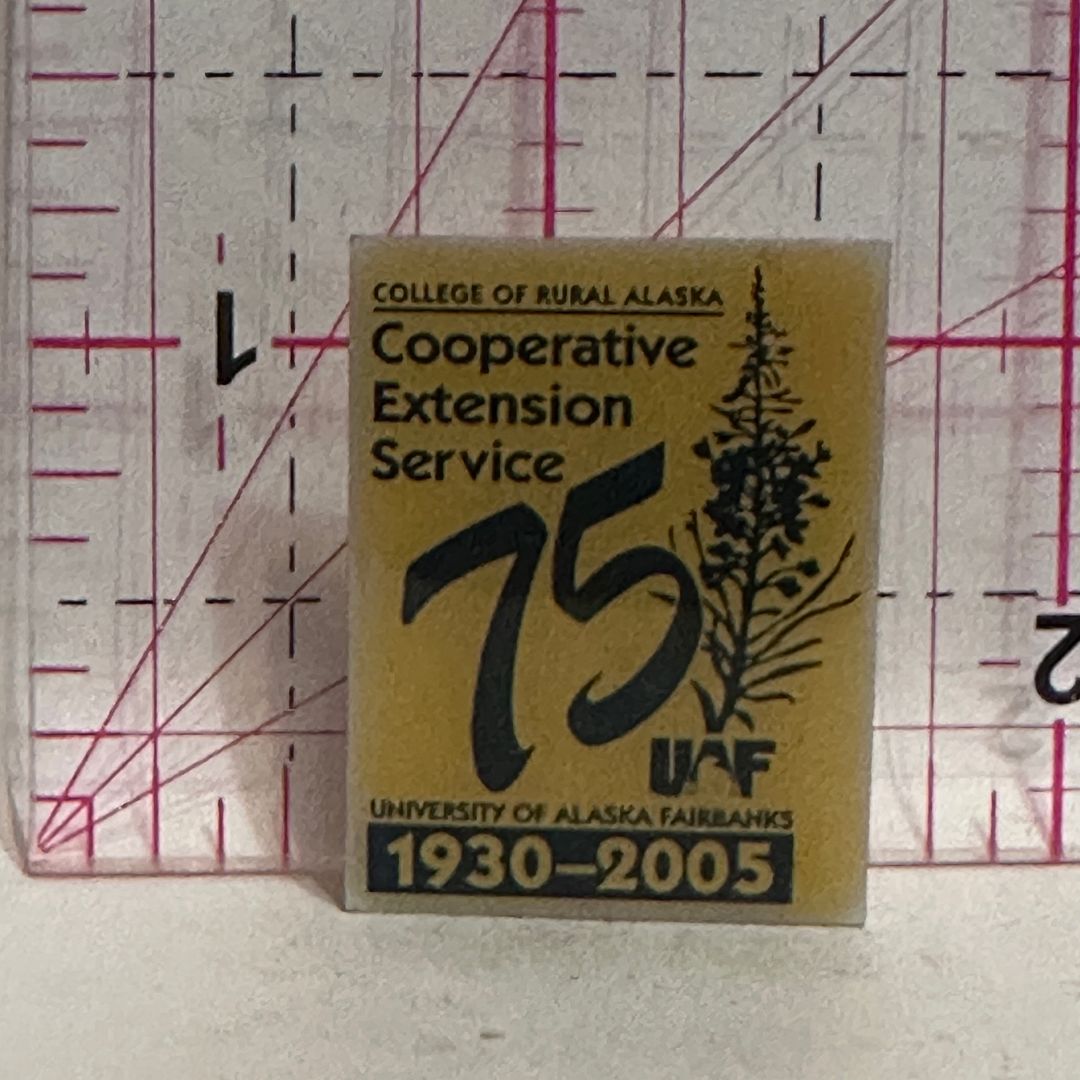 COLLEGE OF RURAL ALASKA
Cooperative
Extension
Service
75
UAF
UNIVERSITY OF ALASKA FAIRBANKS
1930–2005
1
2